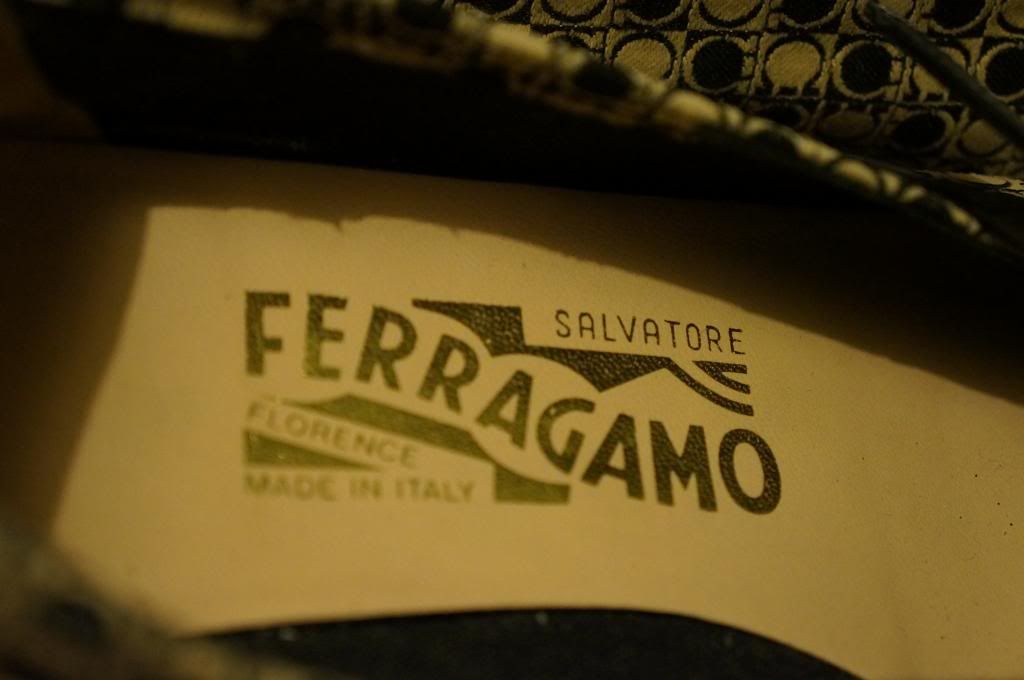 SALVATORE
FERRAGAMO
FLORENCE
MADE IN ITALY